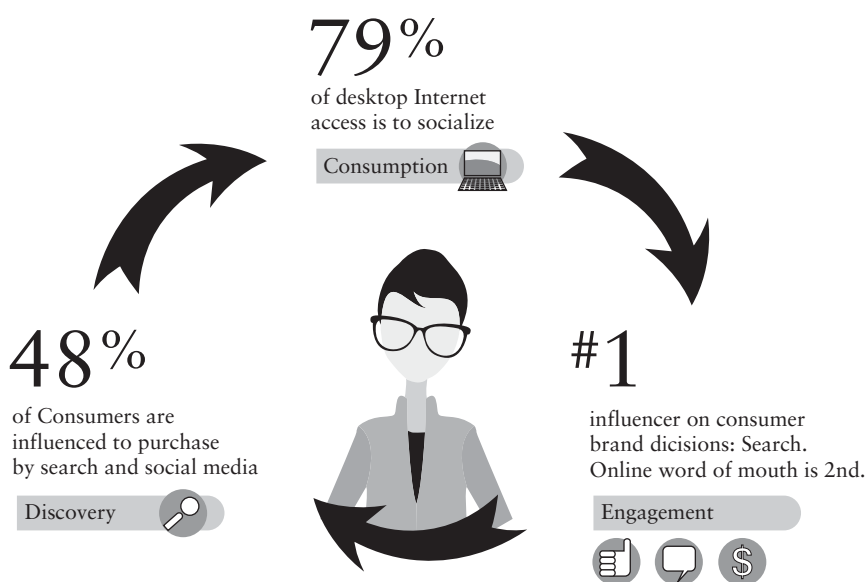 79%
of desktop Internet
access is to socialize
Consumption
48%
of Consumers are
influenced to purchase
by search and social media
Discovery
#1
influencer on consumer
brand dicisions: Search.
Online word of mouth is 2nd.
Engagement
$